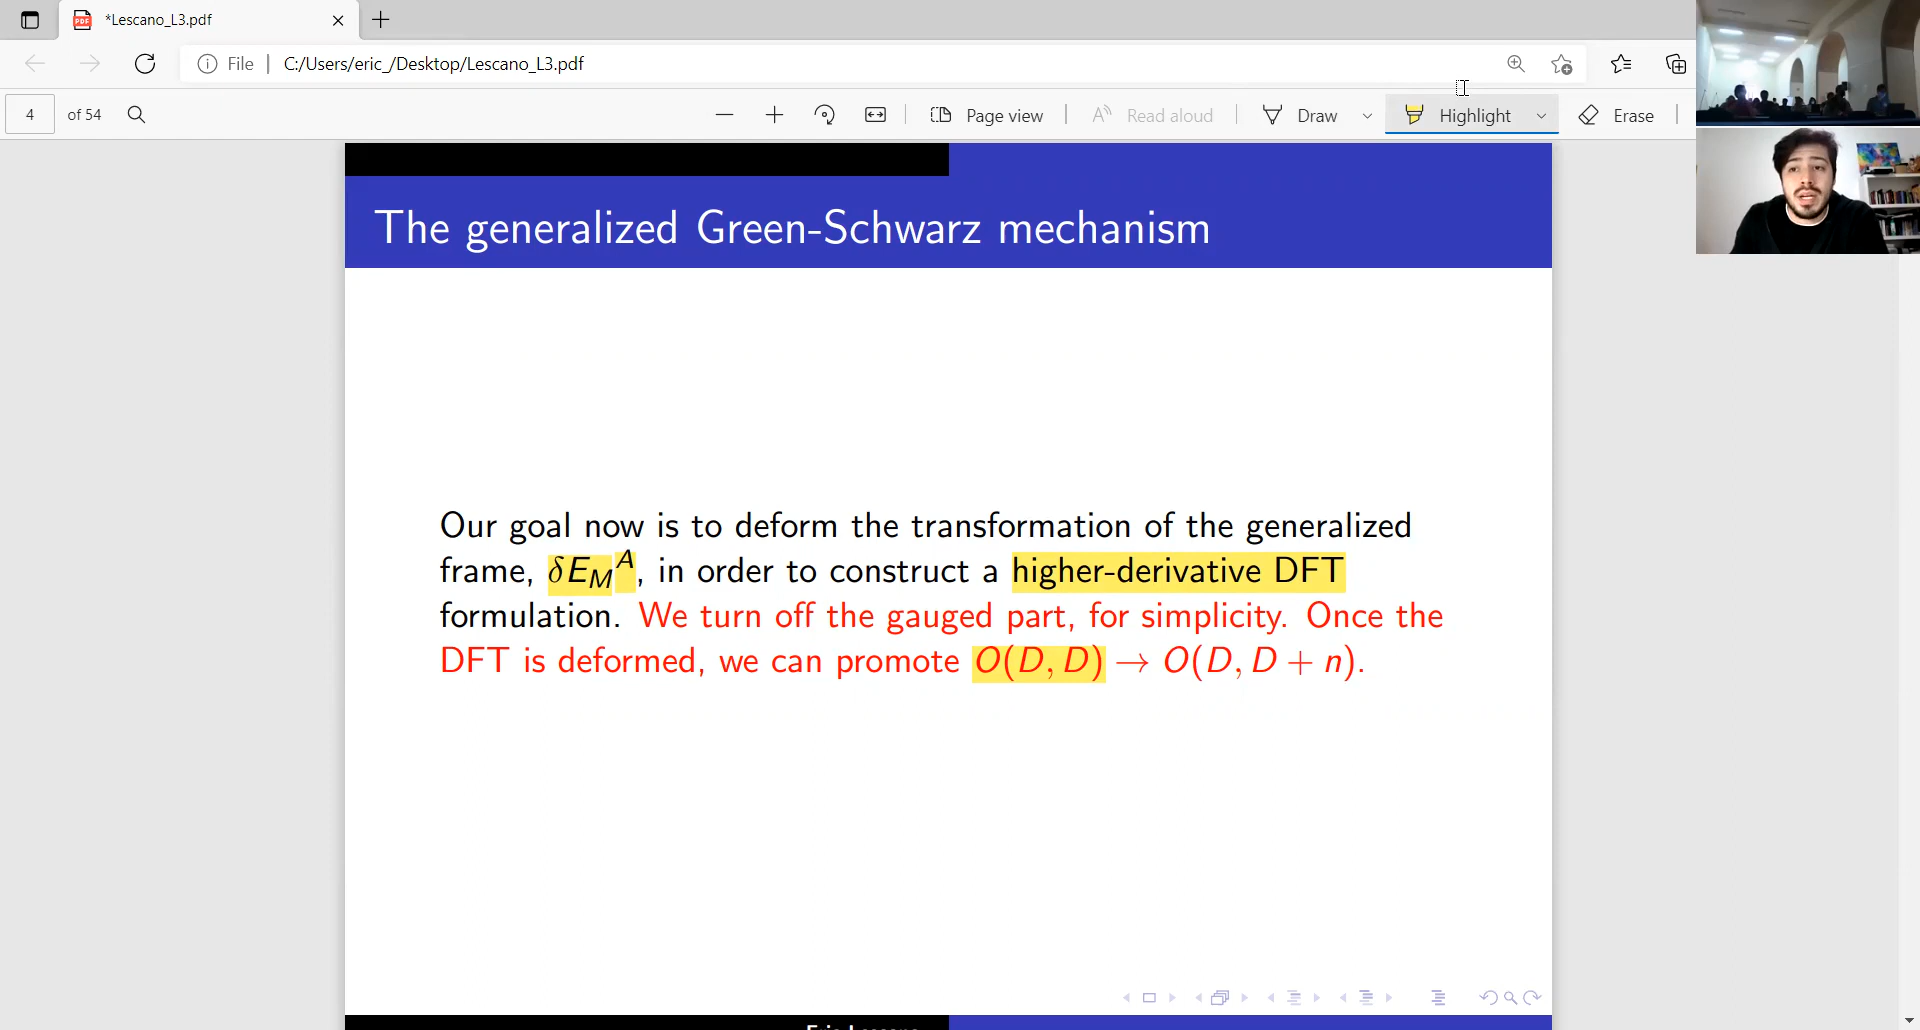 *Lescano_L3.pdf
File C:/Users/eric_/Desktop/Lescano_L3.pdf
4 of 54 Page view Read aloud Draw Highlight Erase
The generalized Green-Schwarz mechanism
Our goal now is to deform the transformation of the generalized
frame, δE_M^A, in order to construct a higher-derivative DFT
formulation. We turn off the gauged part, for simplicity. Once the
DFT is deformed, we can promote O(D, D) → O(D, D + n).